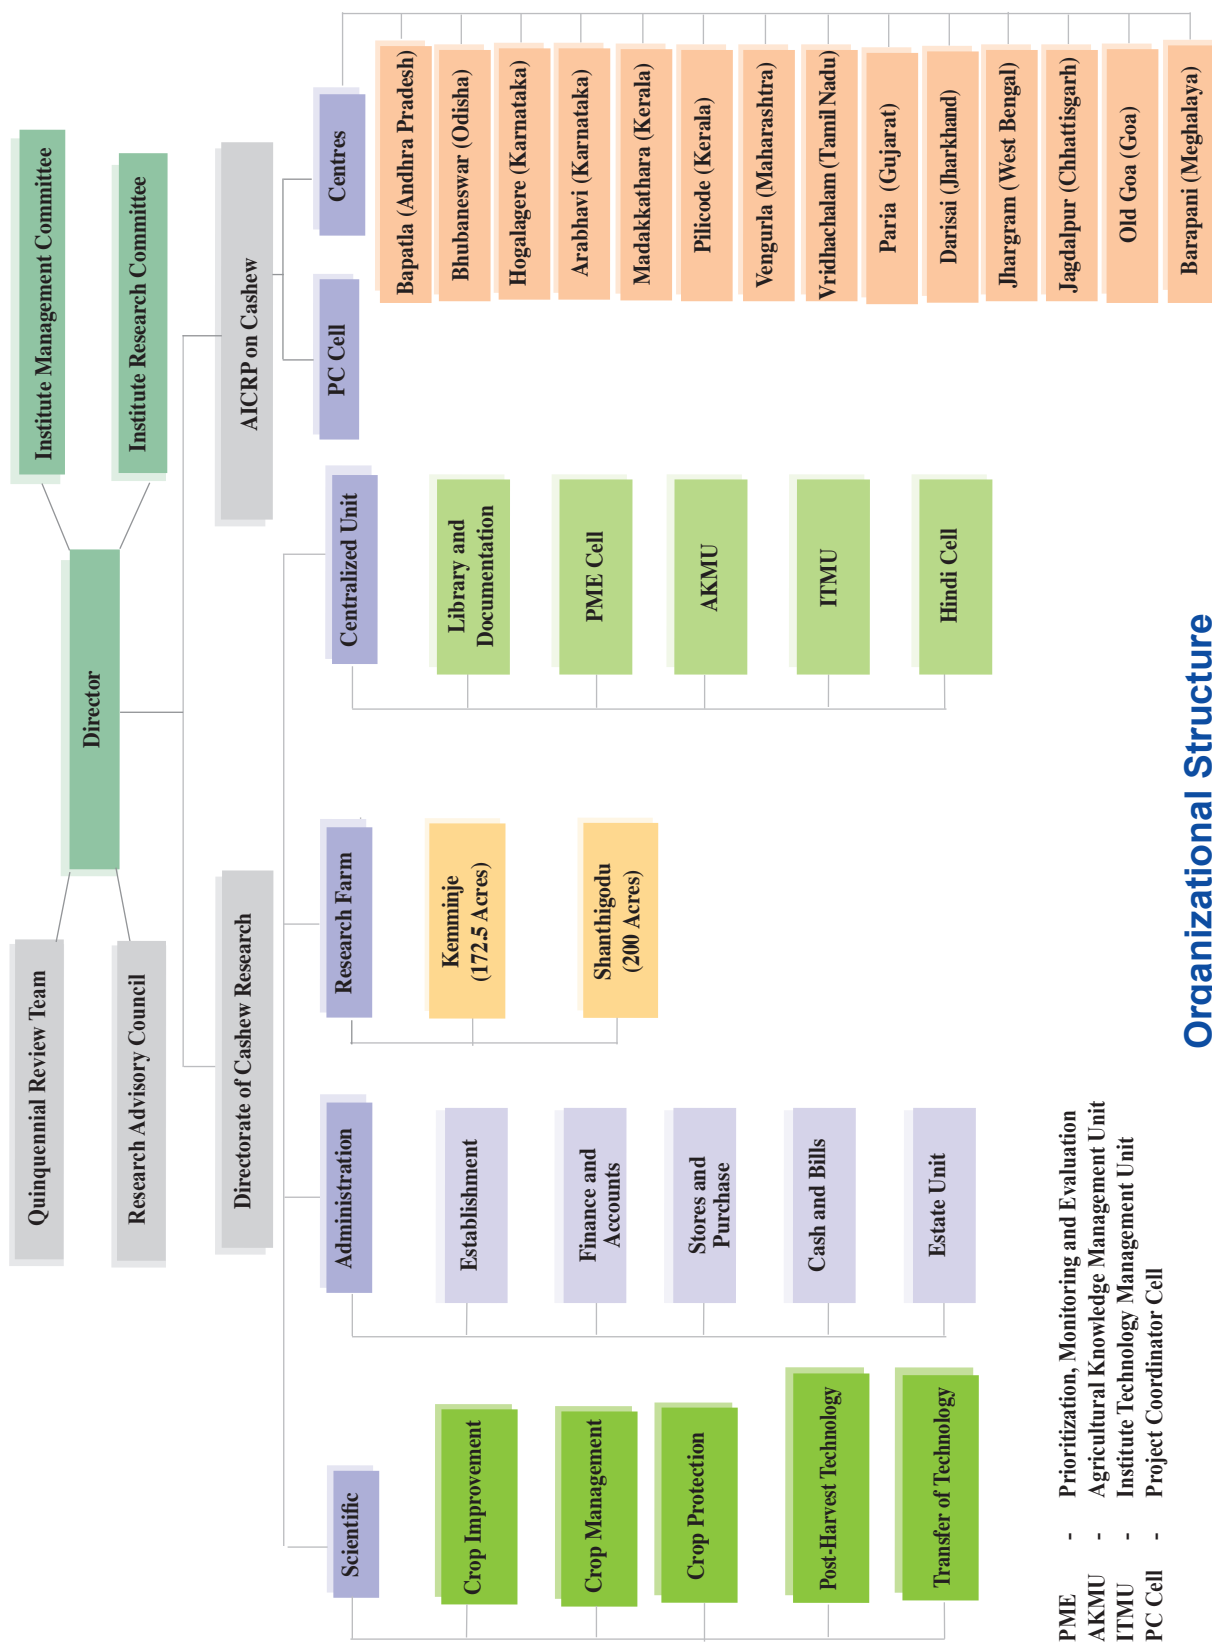 Quinquennial Review Team
Research Advisory Council
Director
Institute Management Committee
Institute Research Committee
Directorate of Cashew Research
AICRP on Cashew
Scientific
Administration
Research Farm
Centralized Unit
PC Cell
Centres
Crop Improvement
Crop Management
Crop Protection
Post-Harvest Technology
Transfer of Technology
Establishment
Finance and
Accounts
Stores and
Purchase
Cash and Bills
Estate Unit
Kemminje
(172.5 Acres)
Shanthigodu
(200 Acres)
Library and
Documentation
PME Cell
AKMU
ITMU
Hindi Cell
Bapatla (Andhra Pradesh)
Bhubaneswar (Odisha)
Hogalagere (Karnataka)
Arabhavi (Karnataka)
Madakkathara (Kerala)
Pilicode (Kerala)
Vengurla (Maharashtra)
Vridhachalam (Tamil Nadu)
Paria (Gujarat)
Darisai (Jharkhand)
Jhargram (West Bengal)
Jagdalpur (Chhattisgarh)
Old Goa (Goa)
Barapani (Meghalaya)
PME - Prioritization, Monitoring and Evaluation
AKMU - Agricultural Knowledge Management Unit
ITMU - Institute Technology Management Unit
PC Cell - Project Coordinator Cell
Organizational Structure